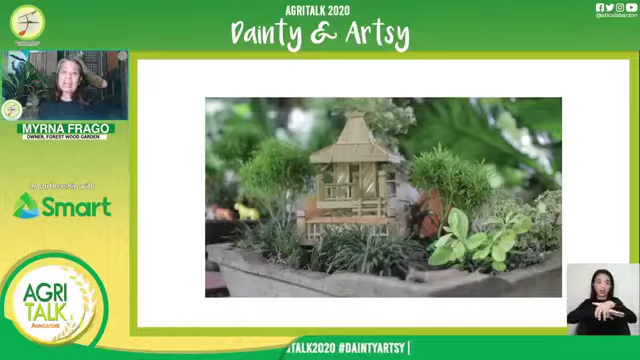 AGRITALK 2020
Dainty & Artsy
@aticalabarzon
MYRNA FRAGO
OWNER, FOREST WOOD GARDEN
In partnership with
Smart
AGRI
TALK
AGRICULTURE
ITALK2020 #DAINTYARTSY |